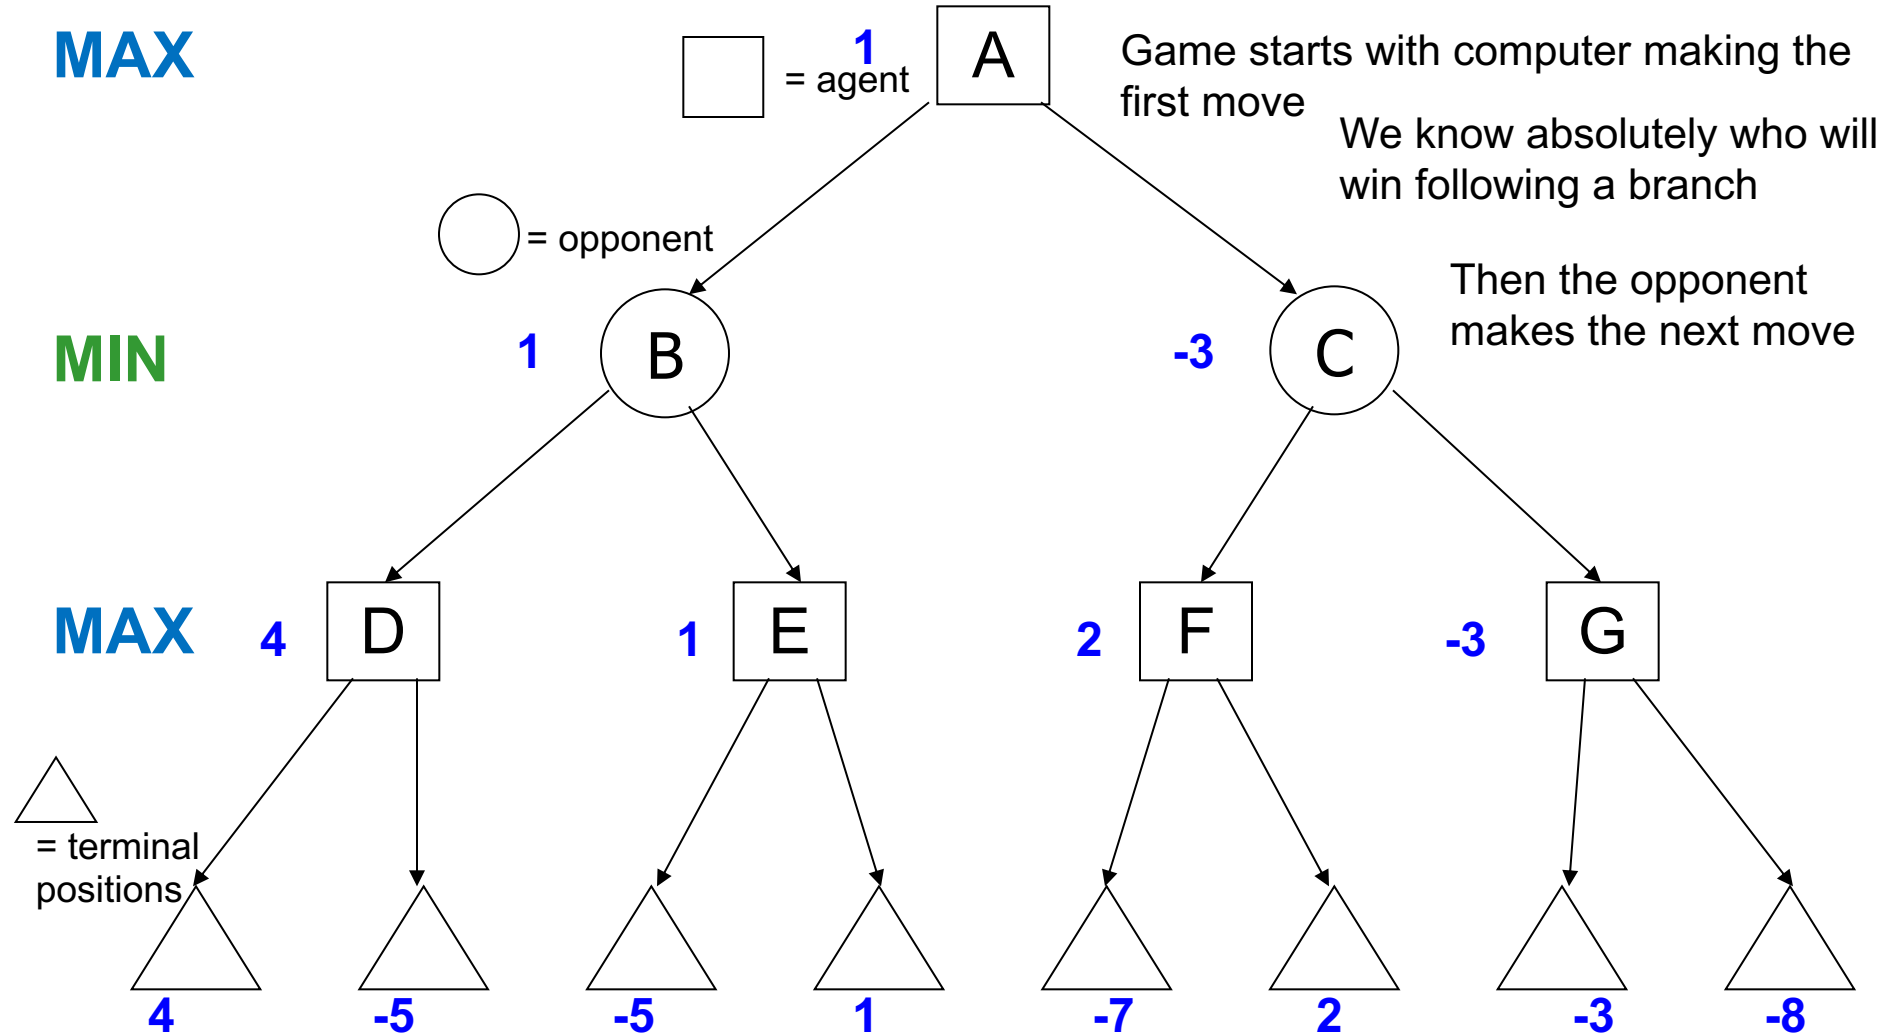 MAX
1
A
= agent
Game starts with computer making the
first move
We know absolutely who will
win following a branch
= opponent
Then the opponent
makes the next move
MIN
1
B
-3
C
MAX
4
D
1
E
2
F
-3
G
= terminal
positions
4
-5
-5
1
-7
2
-3
-8